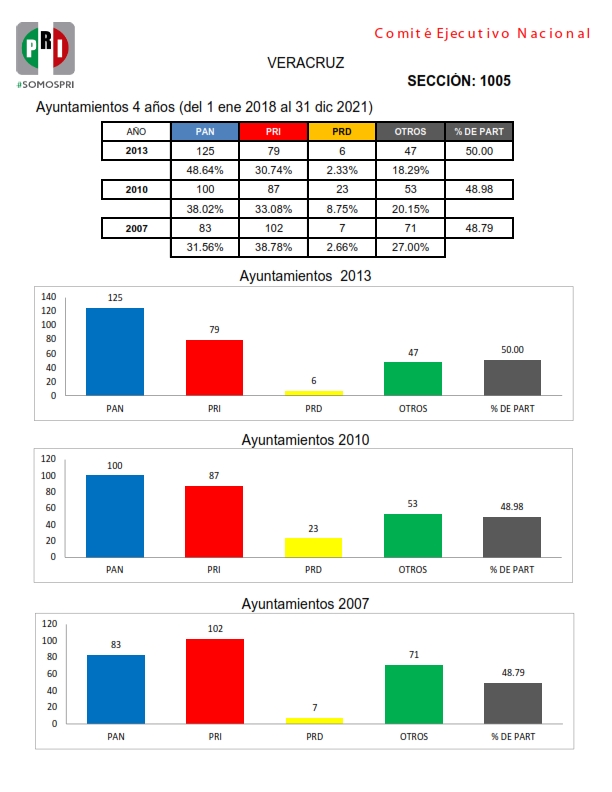 Comité Ejecutivo Nacional
PRI
#SOMOSPRI
VERACRUZ
SECCIÓN: 1005
Ayuntamientos 4 años (del 1 ene 2018 al 31 dic 2021)
AÑO PAN PRI PRD OTROS % DE PART
2013 125 79 6 47 50.00
48.64% 30.74% 2.33% 18.29%
2010 100 87 23 53 48.98
38.02% 33.08% 8.75% 20.15%
2007 83 102 7 71 48.79
31.56% 38.78% 2.66% 27.00%
Ayuntamientos 2013
140
120
100
80
60
40
20
0
125
79
6
47
50.00
PAN PRI PRD OTROS % DE PART
Ayuntamientos 2010
120
100
80
60
40
20
0
100
87
23
53
48.98
PAN PRI PRD OTROS % DE PART
Ayuntamientos 2007
120
100
80
60
40
20
0
83
102
7
71
48.79
PAN PRI PRD OTROS % DE PART